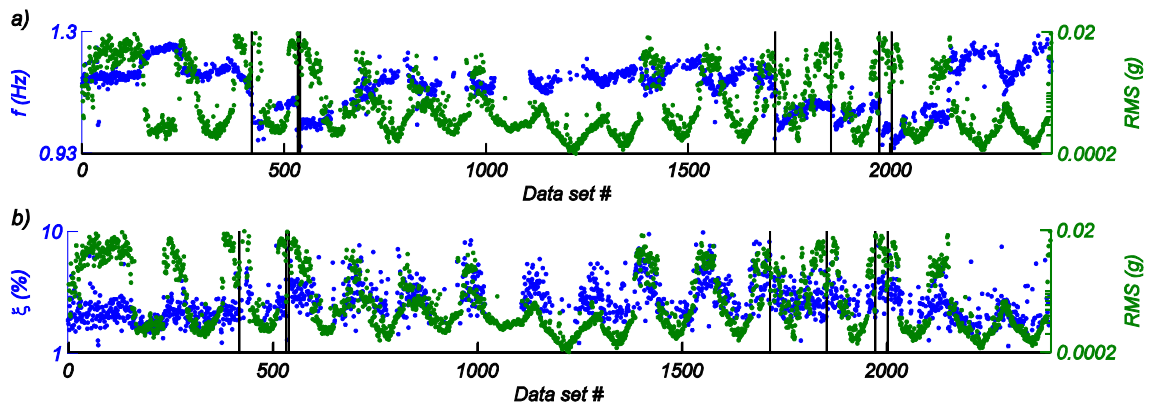 a)
1.3
f (Hz)
0.93
0.02
RMS (g)
0.0002
0 500 1000 1500 2000
Data set #
b)
10
ξ (%)
1
0.02
RMS (g)
0.0002
0 500 1000 1500 2000
Data set #